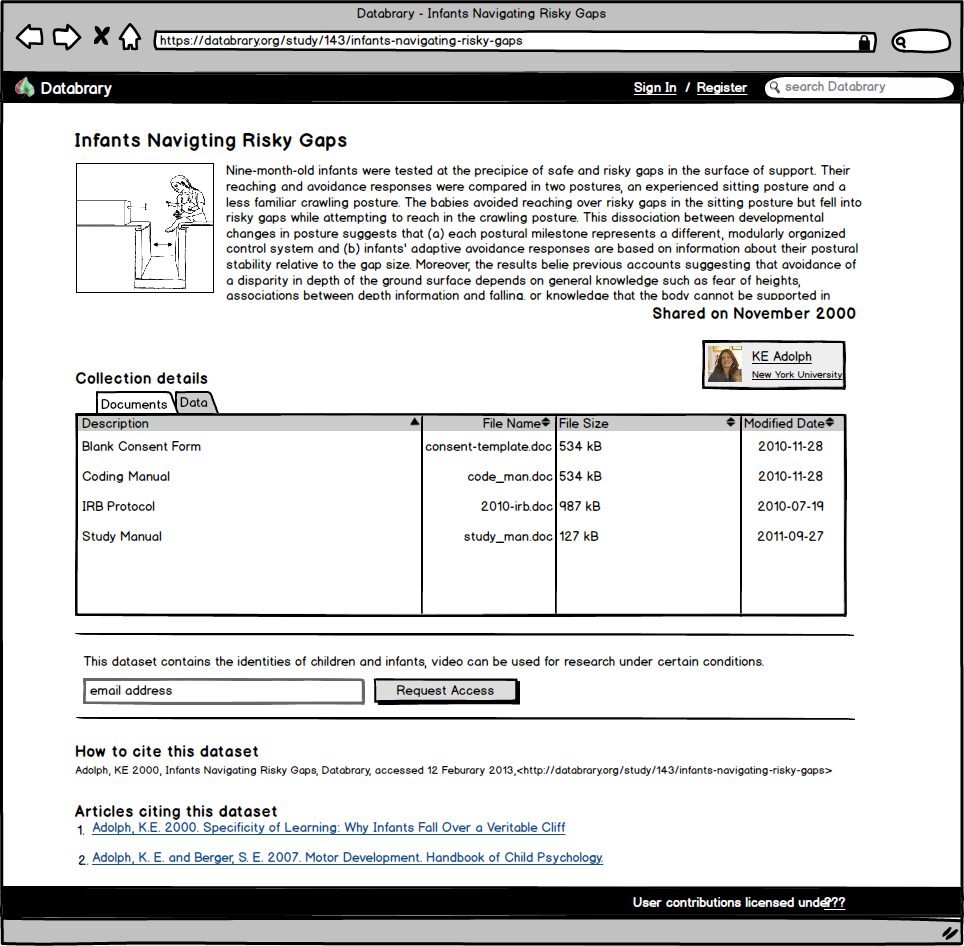 Databrary - Infants Navigating Risky Gaps
https://databrary.org/study/143/infants-navigating-risky-gaps
Databrary
Sign In / Register
search Databrary
Infants Navigting Risky Gaps
Nine-month-old infants were tested at the precipice of safe and risky gaps in the surface of support. Their
reaching and avoidance responses were compared in two postures, an experienced sitting posture and a
less familiar crawling posture. The babies avoided reaching over risky gaps in the sitting posture but fell into
risky gaps while attempting to reach in the crawling posture. This dissociation between developmental
changes in posture suggests that (a) each postural milestone represents a different, modularly organized
control system and (b) infants' adaptive avoidance responses are based on information about their postural
stability relative to the gap size. Moreover, the results belie previous accounts suggesting that avoidance of
a disparity in depth of the ground surface depends on general knowledge such as fear of heights,
associations between depth information and falling, or knowledge that the body cannot be supported in
Shared on November 2000
KE Adolph
New York University
Collection details
Documents Data
Description File Name File Size Modified Date
Blank Consent Form consent-template.doc 534 kB 2010-11-28
Coding Manual code_man.doc 534 kB 2010-11-28
IRB Protocol 2010-irb.doc 987 kB 2010-07-19
Study Manual study_man.doc 127 kB 2011-09-27
This dataset contains the identities of children and infants, video can be used for research under certain conditions.
email address Request Access
How to cite this dataset
Adolph, KE 2000, Infants Navigating Risky Gaps, Databrary, accessed 12 Feburary 2013,<http://databrary.org/study/143/infants-navigating-risky-gaps>
Articles citing this dataset
1. Adolph, K.E. 2000. Specificity of Learning: Why Infants Fall Over a Veritable Cliff
2. Adolph, K. E. and Berger, S. E. 2007. Motor Development. Handbook of Child Psychology.
User contributions licensed under???